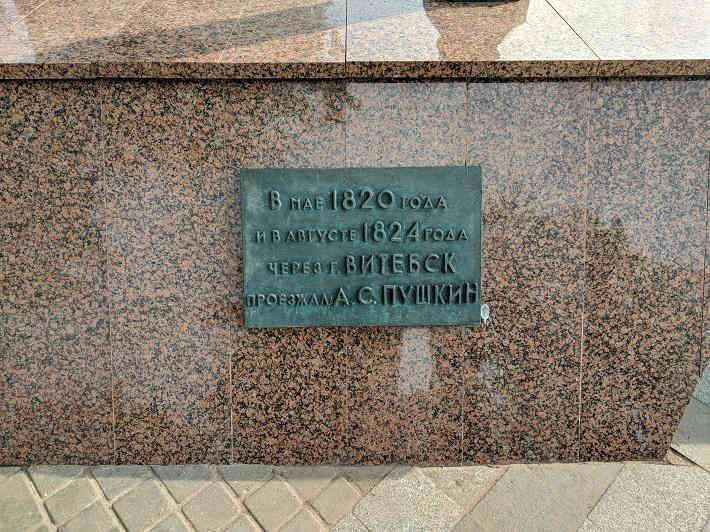 В МАЕ 1820 ГОДА
И В АВГУСТЕ 1824 ГОДА
ЧЕРЕЗ Г. ВИТЕБСК
ПРОЕЗЖАЛ А.С. ПУШКИН